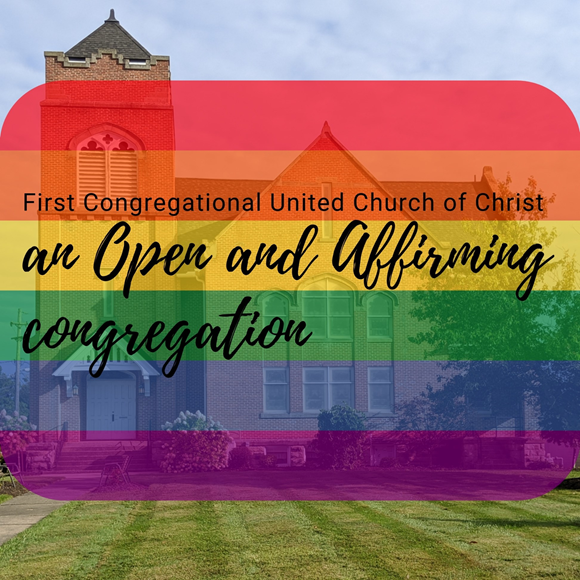 First Congregational United Church of Christ
an Open and Affirming
congregation